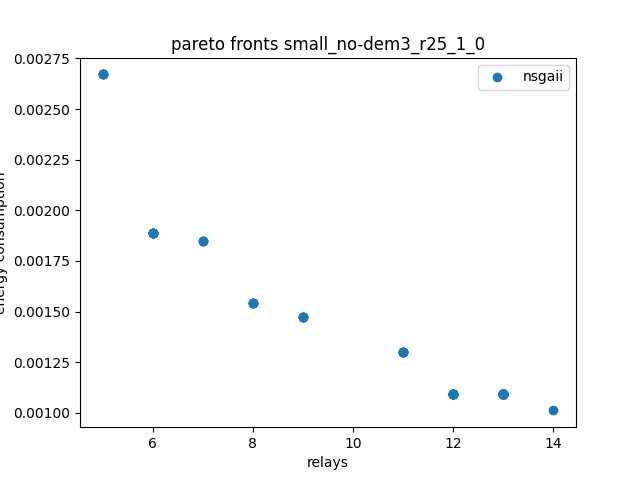 pareto fronts small_no-dem3_r25_1_0
nsgaii
0.00275
0.00250
0.00225
0.00200
0.00175
0.00150
0.00125
0.00100
energy consumption
6 8 10 12 14
relays